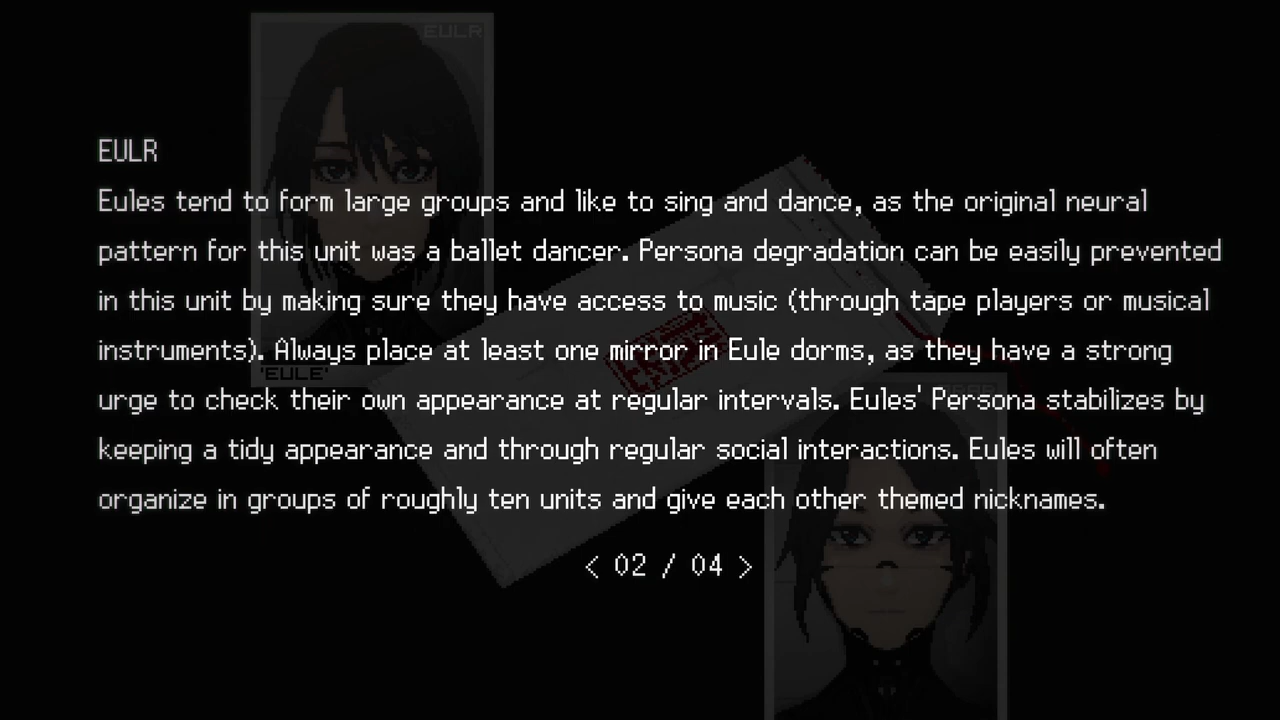 EULR
EULR
Eules tend to form large groups and like to sing and dance, as the original neural
pattern for this unit was a ballet dancer. Persona degradation can be easily prevented
in this unit by making sure they have access to music (through tape players or musical
instruments). Always place at least one mirror in Eule dorms, as they have a strong
'EULE'
urge to check their own appearance at regular intervals. Eules' Persona stabilizes by
keeping a tidy appearance and through regular social interactions. Eules will often
organize in groups of roughly ten units and give each other themed nicknames.
< 02 / 04 >